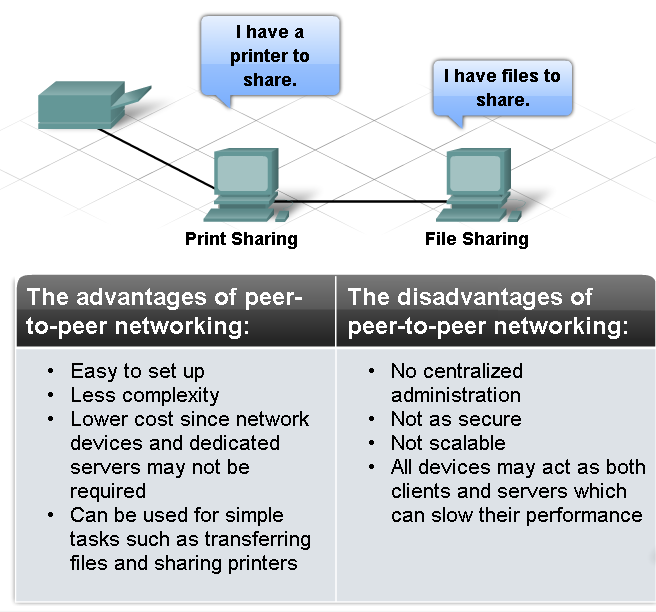 I have a
printer to
share.
I have files to
share.
Print Sharing
File Sharing
The advantages of peer-
to-peer networking:
• Easy to set up
• Less complexity
• Lower cost since network
devices and dedicated
servers may not be
required
• Can be used for simple
tasks such as transferring
files and sharing printers
The disadvantages of
peer-to-peer networking:
• No centralized
administration
• Not as secure
• Not scalable
• All devices may act as both
clients and servers which
can slow their performance